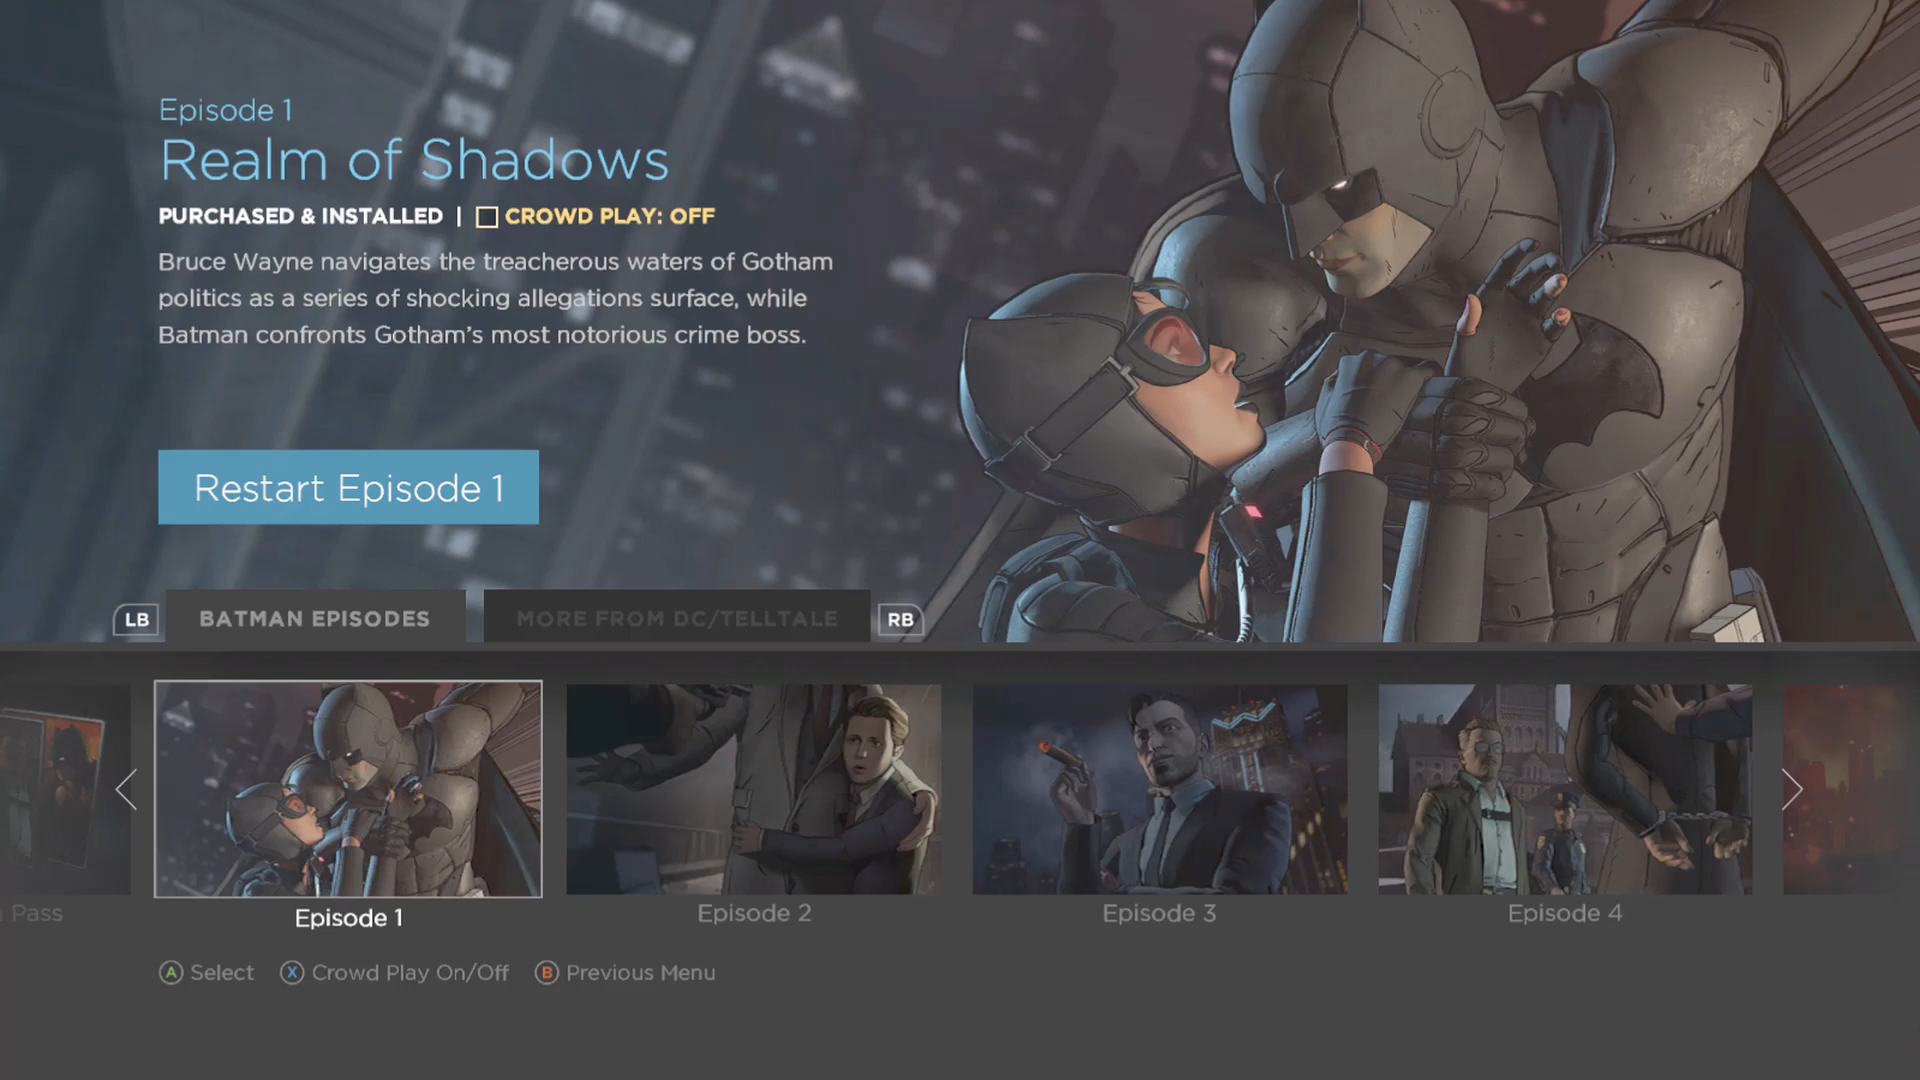 Episode 1
Realm of Shadows
PURCHASED & INSTALLED | CROWD PLAY: OFF
Bruce Wayne navigates the treacherous waters of Gotham
politics as a series of shocking allegations surface, while
Batman confronts Gotham's most notorious crime boss.
Restart Episode 1
LB BATMAN EPISODES MORE FROM DC/TELLTALE RB
Pass Episode 1 Episode 2 Episode 3 Episode 4
A Select X Crowd Play On/Off B Previous Menu